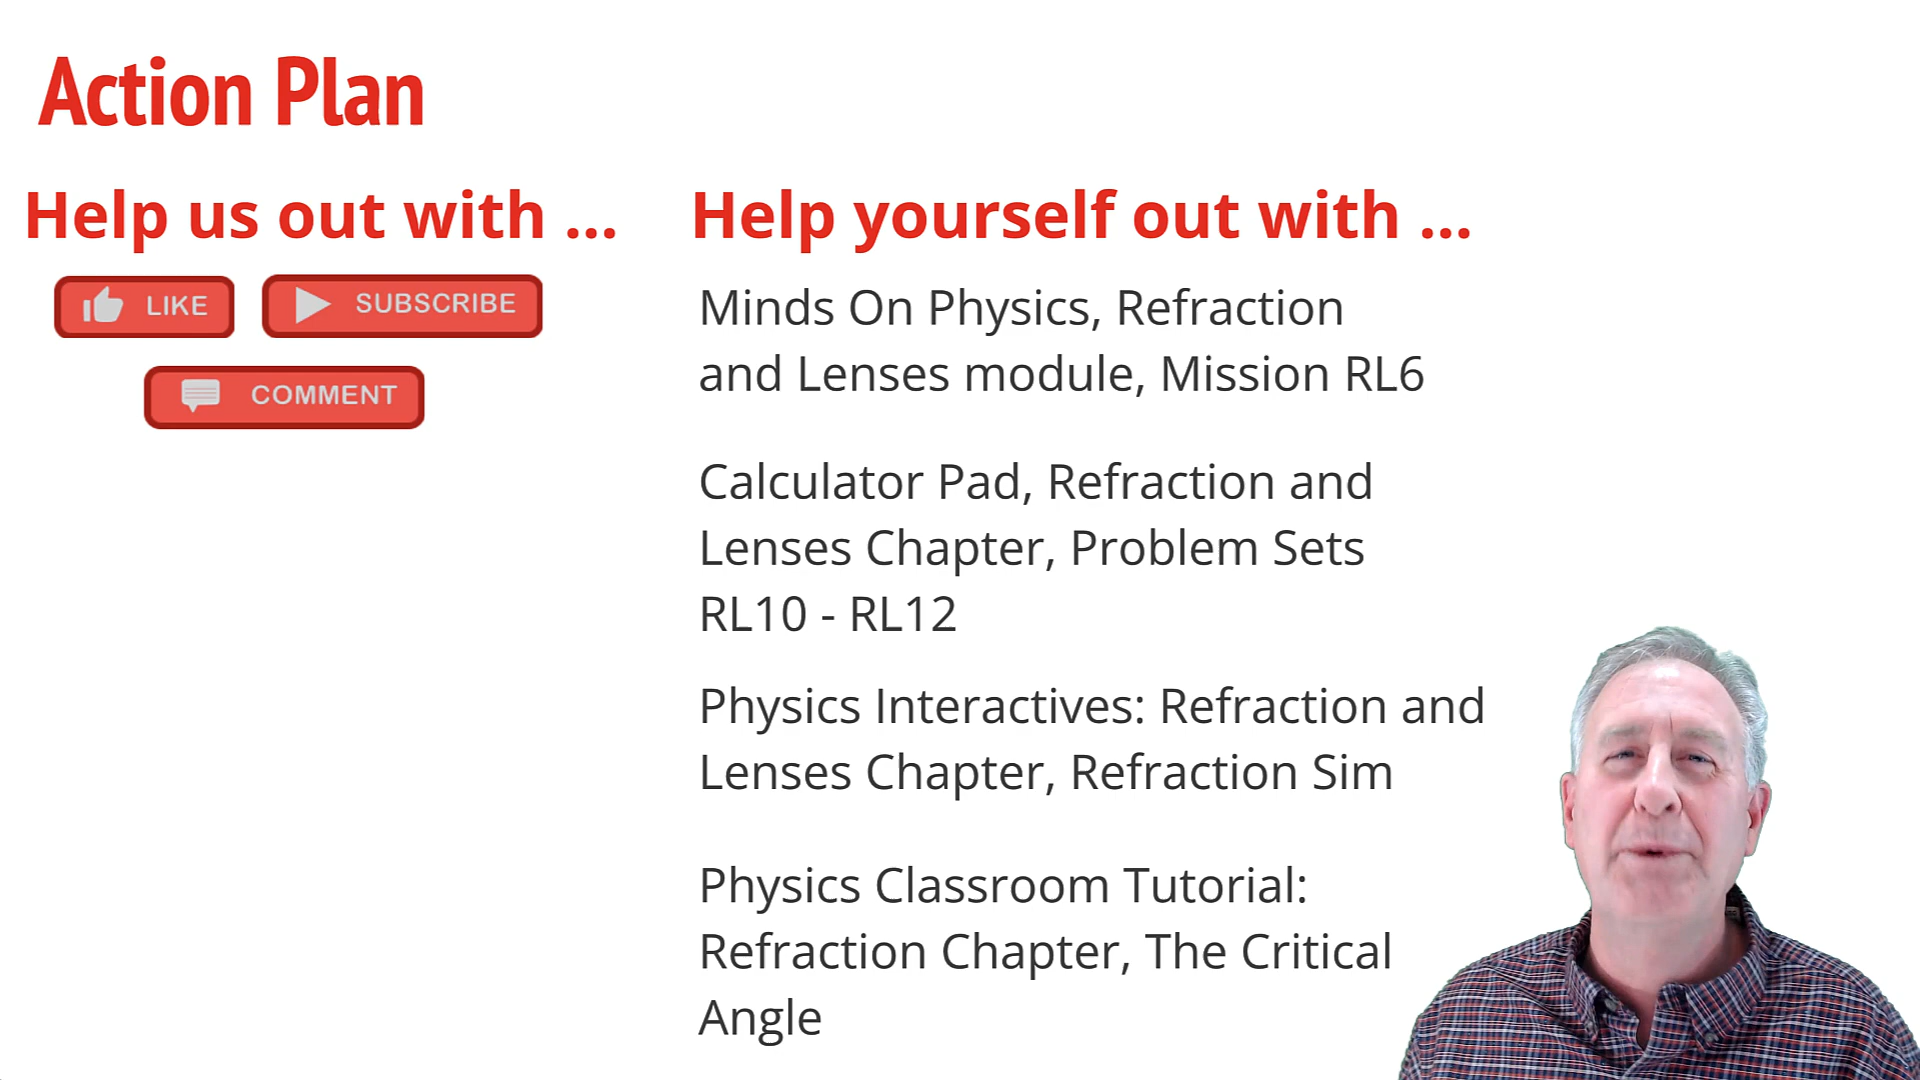 Action Plan
Help us out with ...
LIKE
SUBSCRIBE
COMMENT
Help yourself out with ...
Minds On Physics, Refraction
and Lenses module, Mission RL6
Calculator Pad, Refraction and
Lenses Chapter, Problem Sets
RL10 - RL12
Physics Interactives: Refraction and
Lenses Chapter, Refraction Sim
Physics Classroom Tutorial:
Refraction Chapter, The Critical
Angle